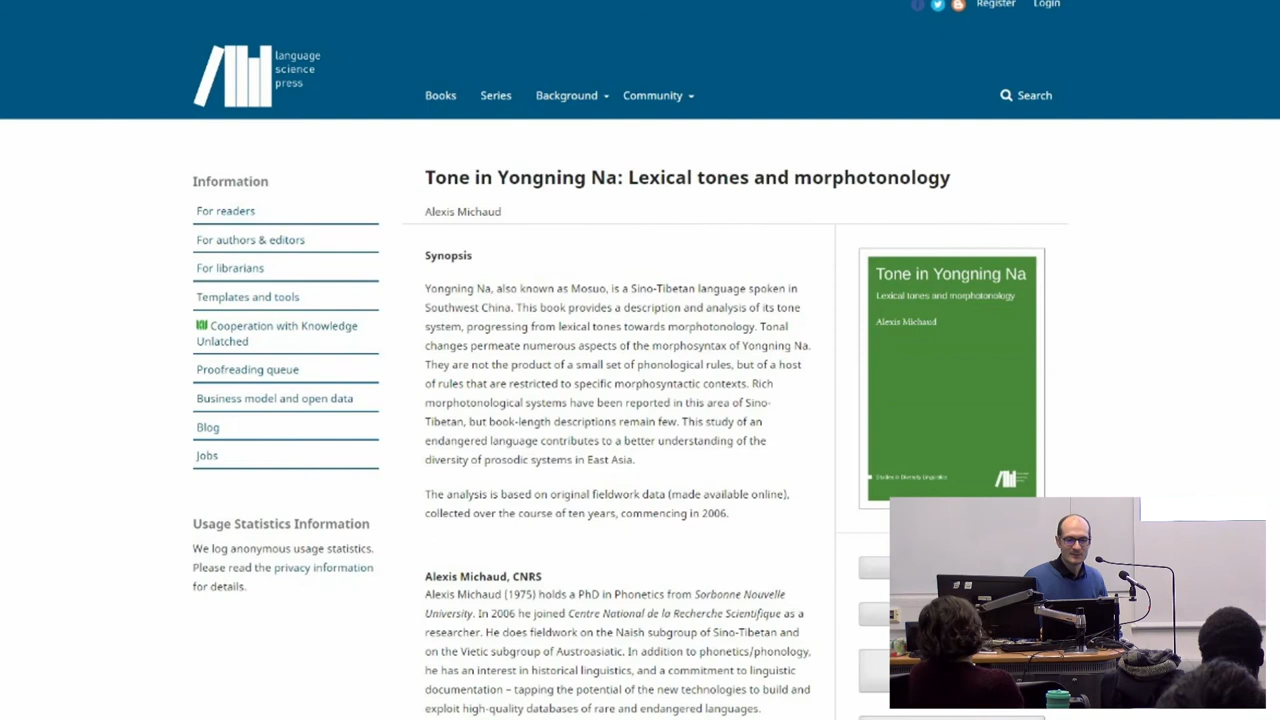 Register
Login
language
science
press
Books
Series
Background
Community
Search
Information
For readers
For authors & editors
For librarians
Templates and tools
Cooperation with Knowledge
Unlatched
Proofreading queue
Business model and open data
Blog
Jobs
Usage Statistics Information
We log anonymous usage statistics.
Please read the privacy information
for details.
Tone in Yongning Na: Lexical tones and morphotonology
Alexis Michaud
Synopsis
Yongning Na, also known as Mosuo, is a Sino-Tibetan language spoken in
Southwest China. This book provides a description and analysis of its tone
system, progressing from lexical tones towards morphotonology. Tonal
changes permeate numerous aspects of the morphosyntax of Yongning Na.
They are not the product of a small set of phonological rules, but of a host
of rules that are restricted to specific morphosyntactic contexts. Rich
morphotonological systems have been reported in this area of Sino-
Tibetan, but book-length descriptions remain few. This study of an
endangered language contributes to a better understanding of the
diversity of prosodic systems in East Asia.
The analysis is based on original fieldwork data (made available online),
collected over the course of ten years, commencing in 2006.
Alexis Michaud, CNRS
Alexis Michaud (1975) holds a PhD in Phonetics from Sorbonne Nouvelle
University. In 2006 he joined Centre National de la Recherche Scientifique as a
researcher. He does fieldwork on the Naish subgroup of Sino-Tibetan and
on the Vietic subgroup of Austroasiatic. In addition to phonetics/phonology,
he has an interest in historical linguistics, and a commitment to linguistic
documentation – tapping the potential of the new technologies to build and
exploit high-quality databases of rare and endangered languages.
Tone in Yongning Na
Lexical tones and morphotonology
Alexis Michaud
Studies in Diversity Linguistics